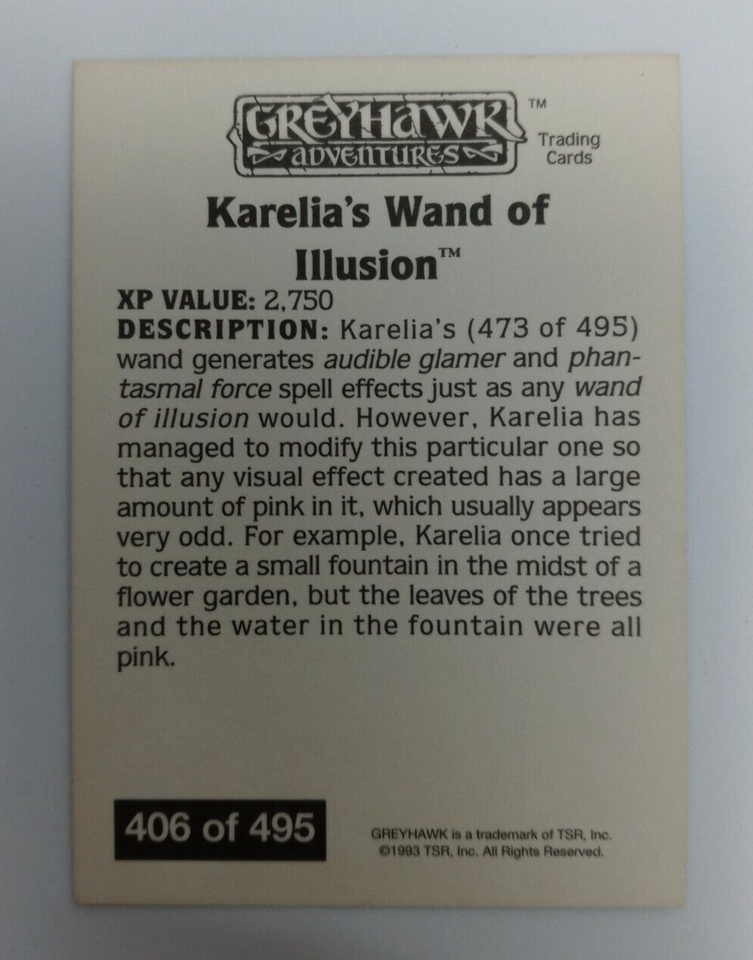 GREYHAWK™
ADVENTURES
Trading
Cards
Karelia's Wand of
Illusion™
XP VALUE: 2,750
DESCRIPTION: Karelia's (473 of 495)
wand generates audible glamer and phan-
tasmal force spell effects just as any wand
of illusion would. However, Karelia has
managed to modify this particular one so
that any visual effect created has a large
amount of pink in it, which usually appears
very odd. For example, Karelia once tried
to create a small fountain in the midst of a
flower garden, but the leaves of the trees
and the water in the fountain were all
pink.
406 of 495
GREYHAWK is a trademark of TSR, Inc.
©1993 TSR, Inc. All Rights Reserved.